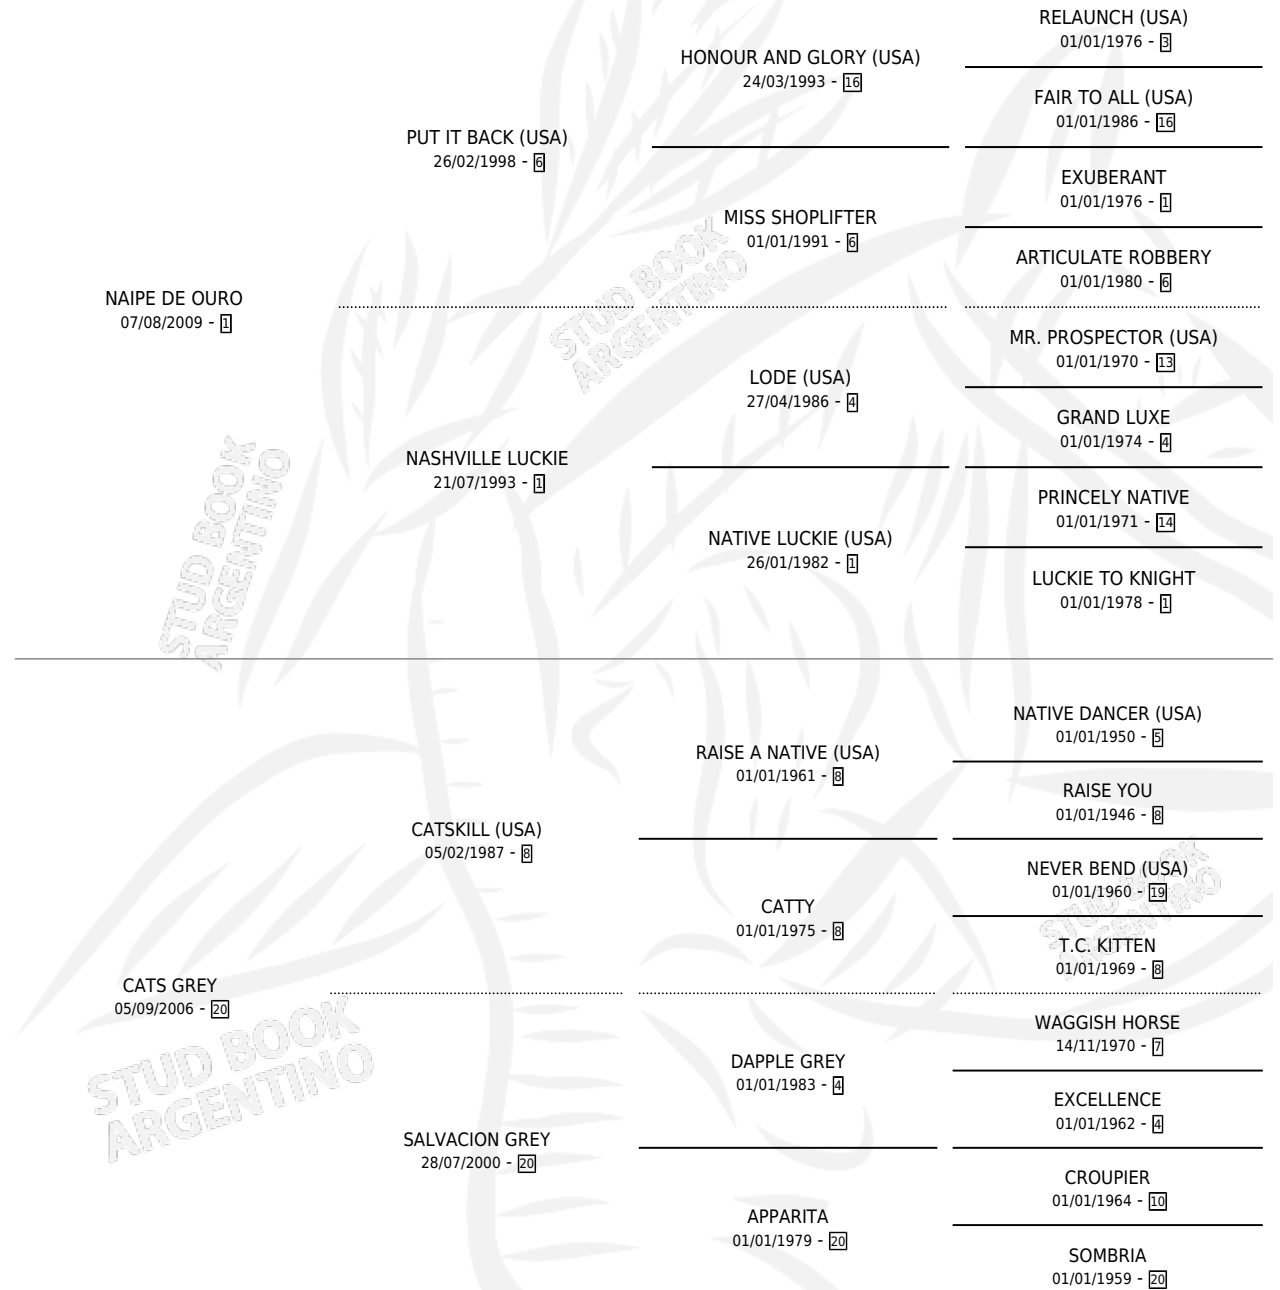 RELAUNCH (USA)
01/01/1976 - 3
HONOUR AND GLORY (USA)
24/03/1993 - 16
FAIR TO ALL (USA)
01/01/1986 - 16
PUT IT BACK (USA)
26/02/1998 - 6
EXUBERANT
01/01/1976 - 1
MISS SHOPLIFTER
01/01/1991 - 6
ARTICULATE ROBBERY
01/01/1980 - 6
NAIPE DE OURO
07/08/2009 - 1
MR. PROSPECTOR (USA)
01/01/1970 - 13
LODE (USA)
27/04/1986 - 4
GRAND LUXE
01/01/1974 - 4
NASHVILLE LUCKIE
21/07/1993 - 1
PRINCELY NATIVE
01/01/1971 - 14
NATIVE LUCKIE (USA)
26/01/1982 - 1
LUCKIE TO KNIGHT
01/01/1978 - 1
NATIVE DANCER (USA)
01/01/1950 - 5
RAISE A NATIVE (USA)
01/01/1961 - 8
RAISE YOU
01/01/1946 - 8
CATSKILL (USA)
05/02/1987 - 8
NEVER BEND (USA)
01/01/1960 - 19
CATTY
01/01/1975 - 8
T.C. KITTEN
01/01/1969 - 8
CATS GREY
05/09/2006 - 20
WAGGISH HORSE
14/11/1970 - 7
DAPPLE GREY
01/01/1983 - 4
EXCELLENCE
01/01/1962 - 4
SALVACION GREY
28/07/2000 - 20
CROUPIER
01/01/1964 - 10
APPARITA
01/01/1979 - 20
SOMBRIA
01/01/1959 - 20
STUD BOOK
ARGENTINO
STUD BOOK
ARGENTINO
STUD BOOK
ARGENTINO
STUD BOOK
ARGENTINO